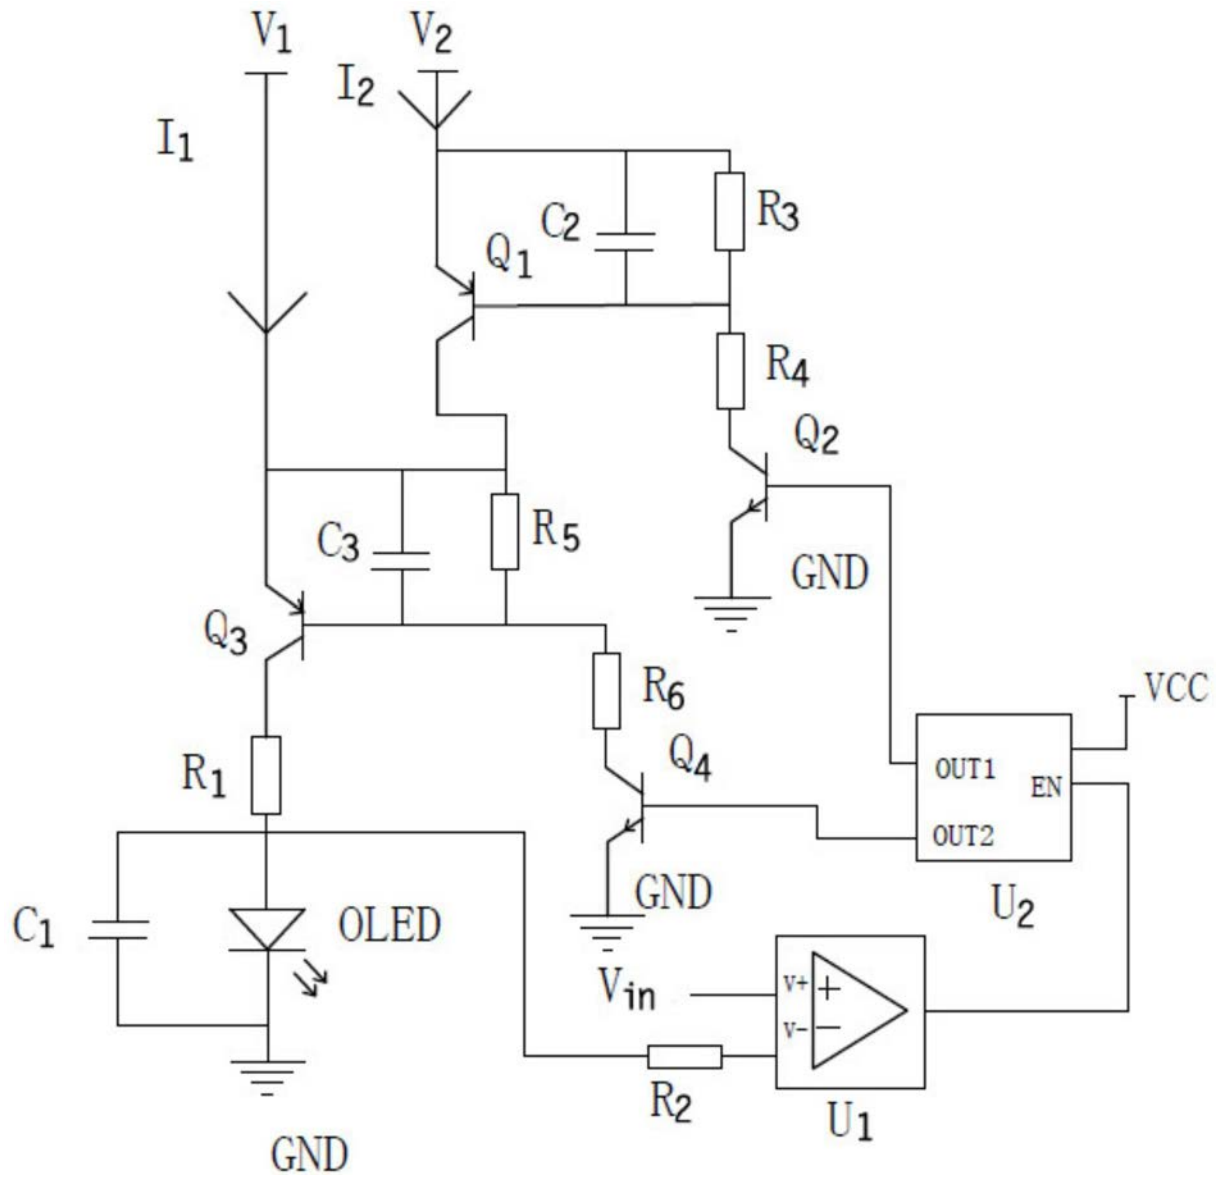 V1
V2
I2
I1
C2
R3
Q1
R4
Q2
C3
R5
GND
Q3
R6
VCC
Q4
R1
OUT1
EN
OUT2
GND
U2
C1
OLED
Vin
V+
+
V-
−
R2
U1
GND